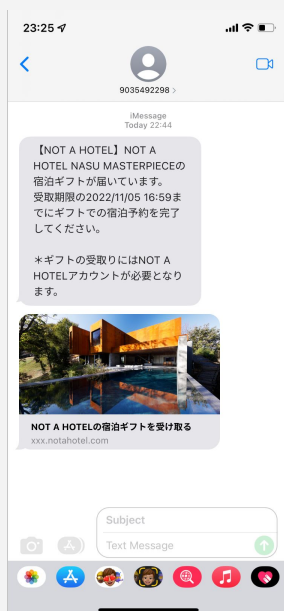 23:25
9035492298 >
iMessage
Today 22:44
【NOT A HOTEL】NOT A
HOTEL NASU MASTERPIECEの
宿泊ギフトが届いています。
受取期限の2022/11/05 16:59ま
でにギフトでの宿泊予約を完了
してください。
＊ギフトの受取りにはNOT A
HOTELアカウントが必要となり
ます。
NOT A HOTELの宿泊ギフトを受け取る
xxx.notahotel.com
Subject
Text Message